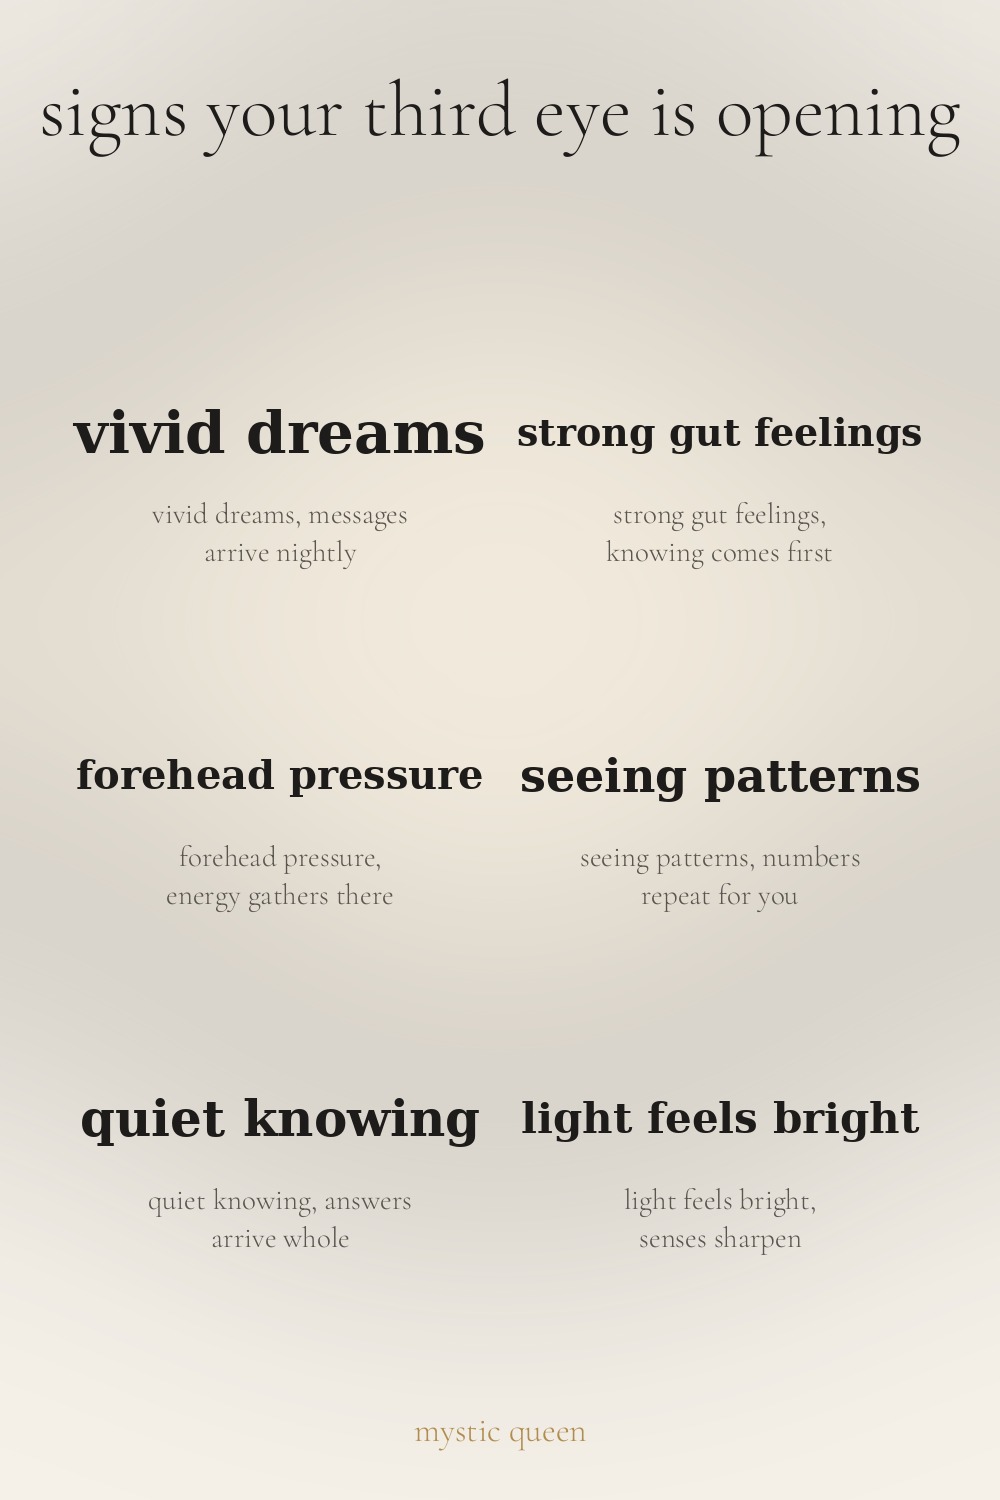 signs your third eye is opening
vivid dreams
vivid dreams, messages
arrive nightly
strong gut feelings
strong gut feelings,
knowing comes first
forehead pressure
forehead pressure,
energy gathers there
seeing patterns
seeing patterns, numbers
repeat for you
quiet knowing
quiet knowing, answers
arrive whole
light feels bright
light feels bright,
senses sharpen
mystic queen